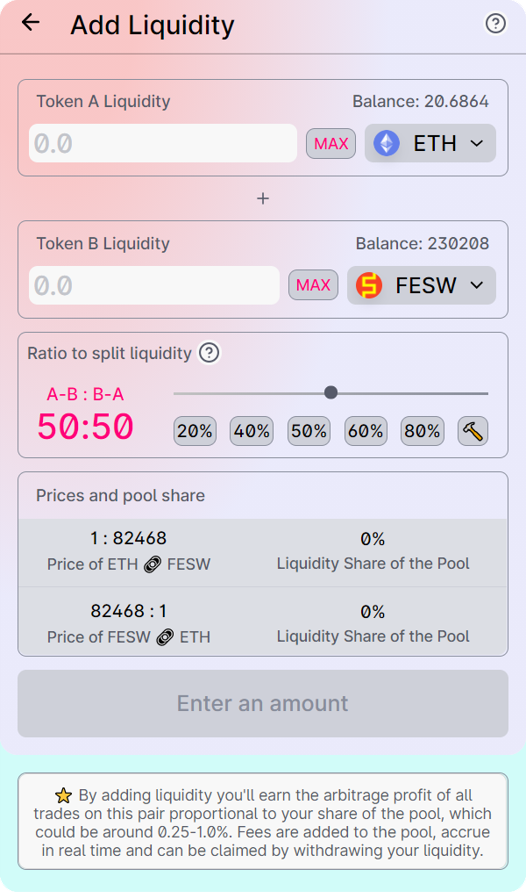 Add Liquidity
Token A Liquidity Balance: 20.6864
0.0 MAX ETH
+
Token B Liquidity Balance: 230208
0.0 MAX FESW
Ratio to split liquidity ?
A-B : B-A
50:50
20% 40% 50% 60% 80%
Prices and pool share
1 : 82468 0%
Price of ETH FESW Liquidity Share of the Pool
82468 : 1 0%
Price of FESW ETH Liquidity Share of the Pool
Enter an amount
By adding liquidity you'll earn the arbitrage profit of all
trades on this pair proportional to your share of the pool, which
could be around 0.25-1.0%. Fees are added to the pool, accrue
in real time and can be claimed by withdrawing your liquidity.